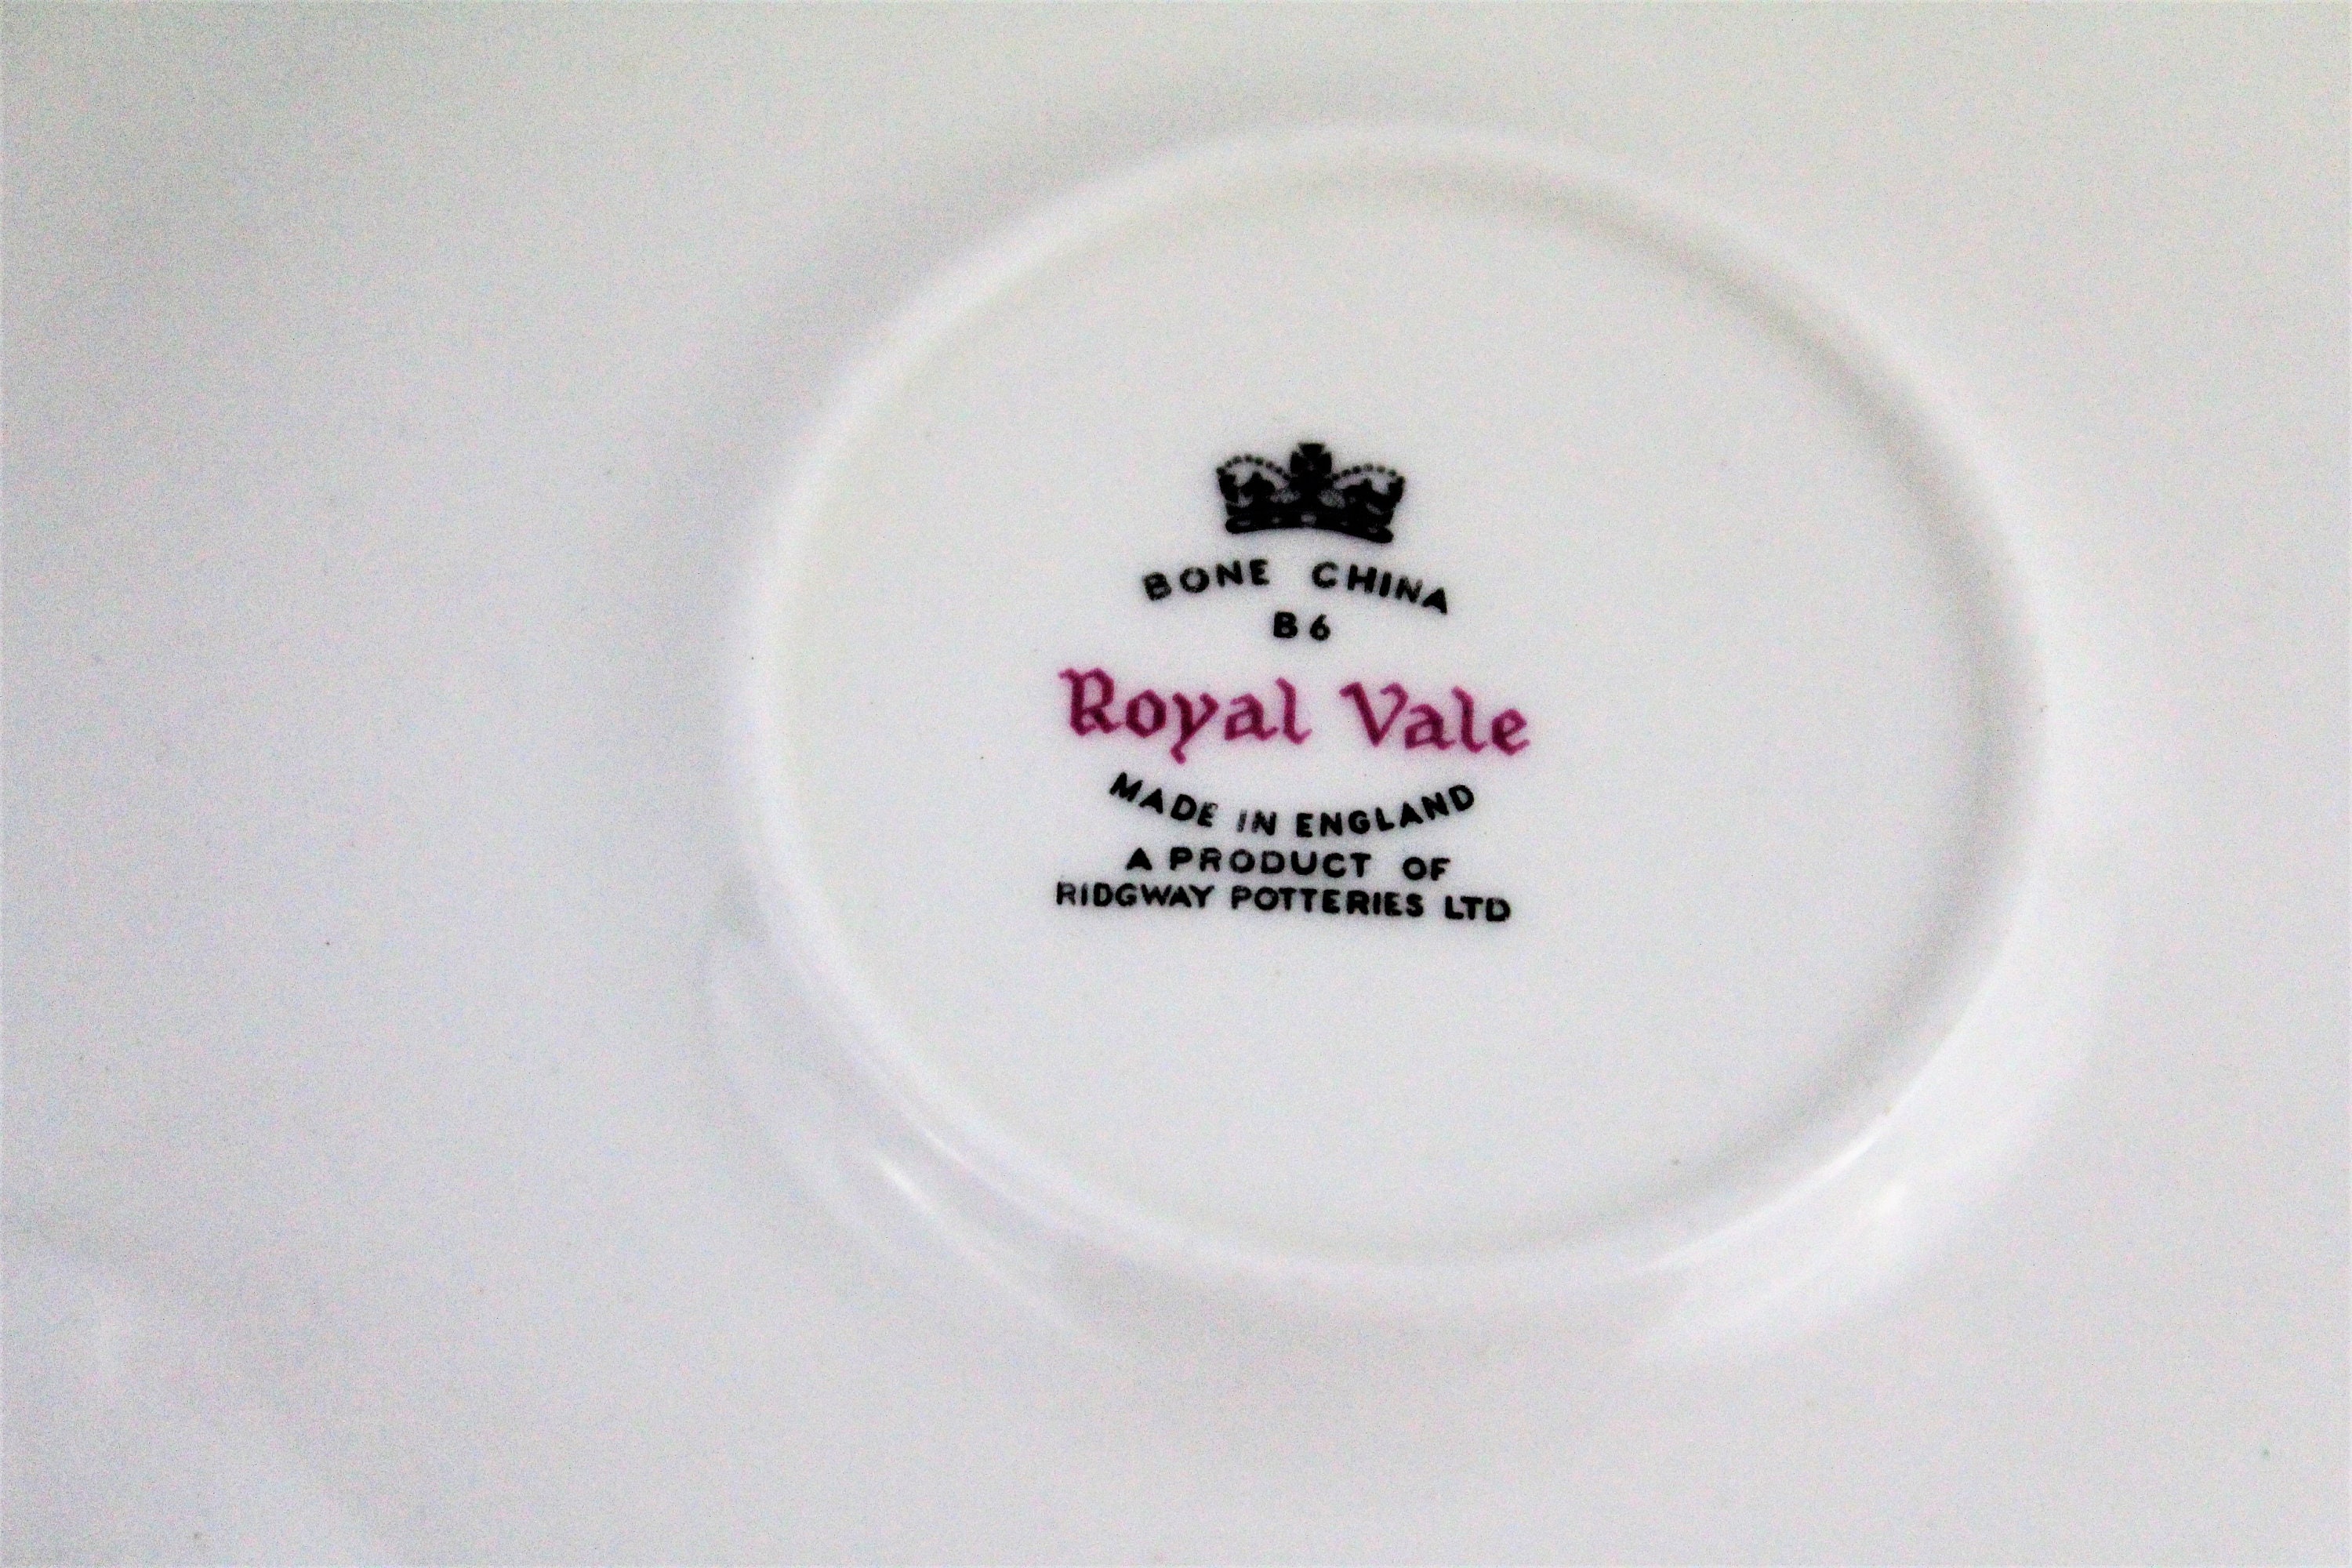 BONE CHINA
B6
Royal Vale
MADE IN ENGLAND
A PRODUCT OF
RIDGWAY POTTERIES LTD